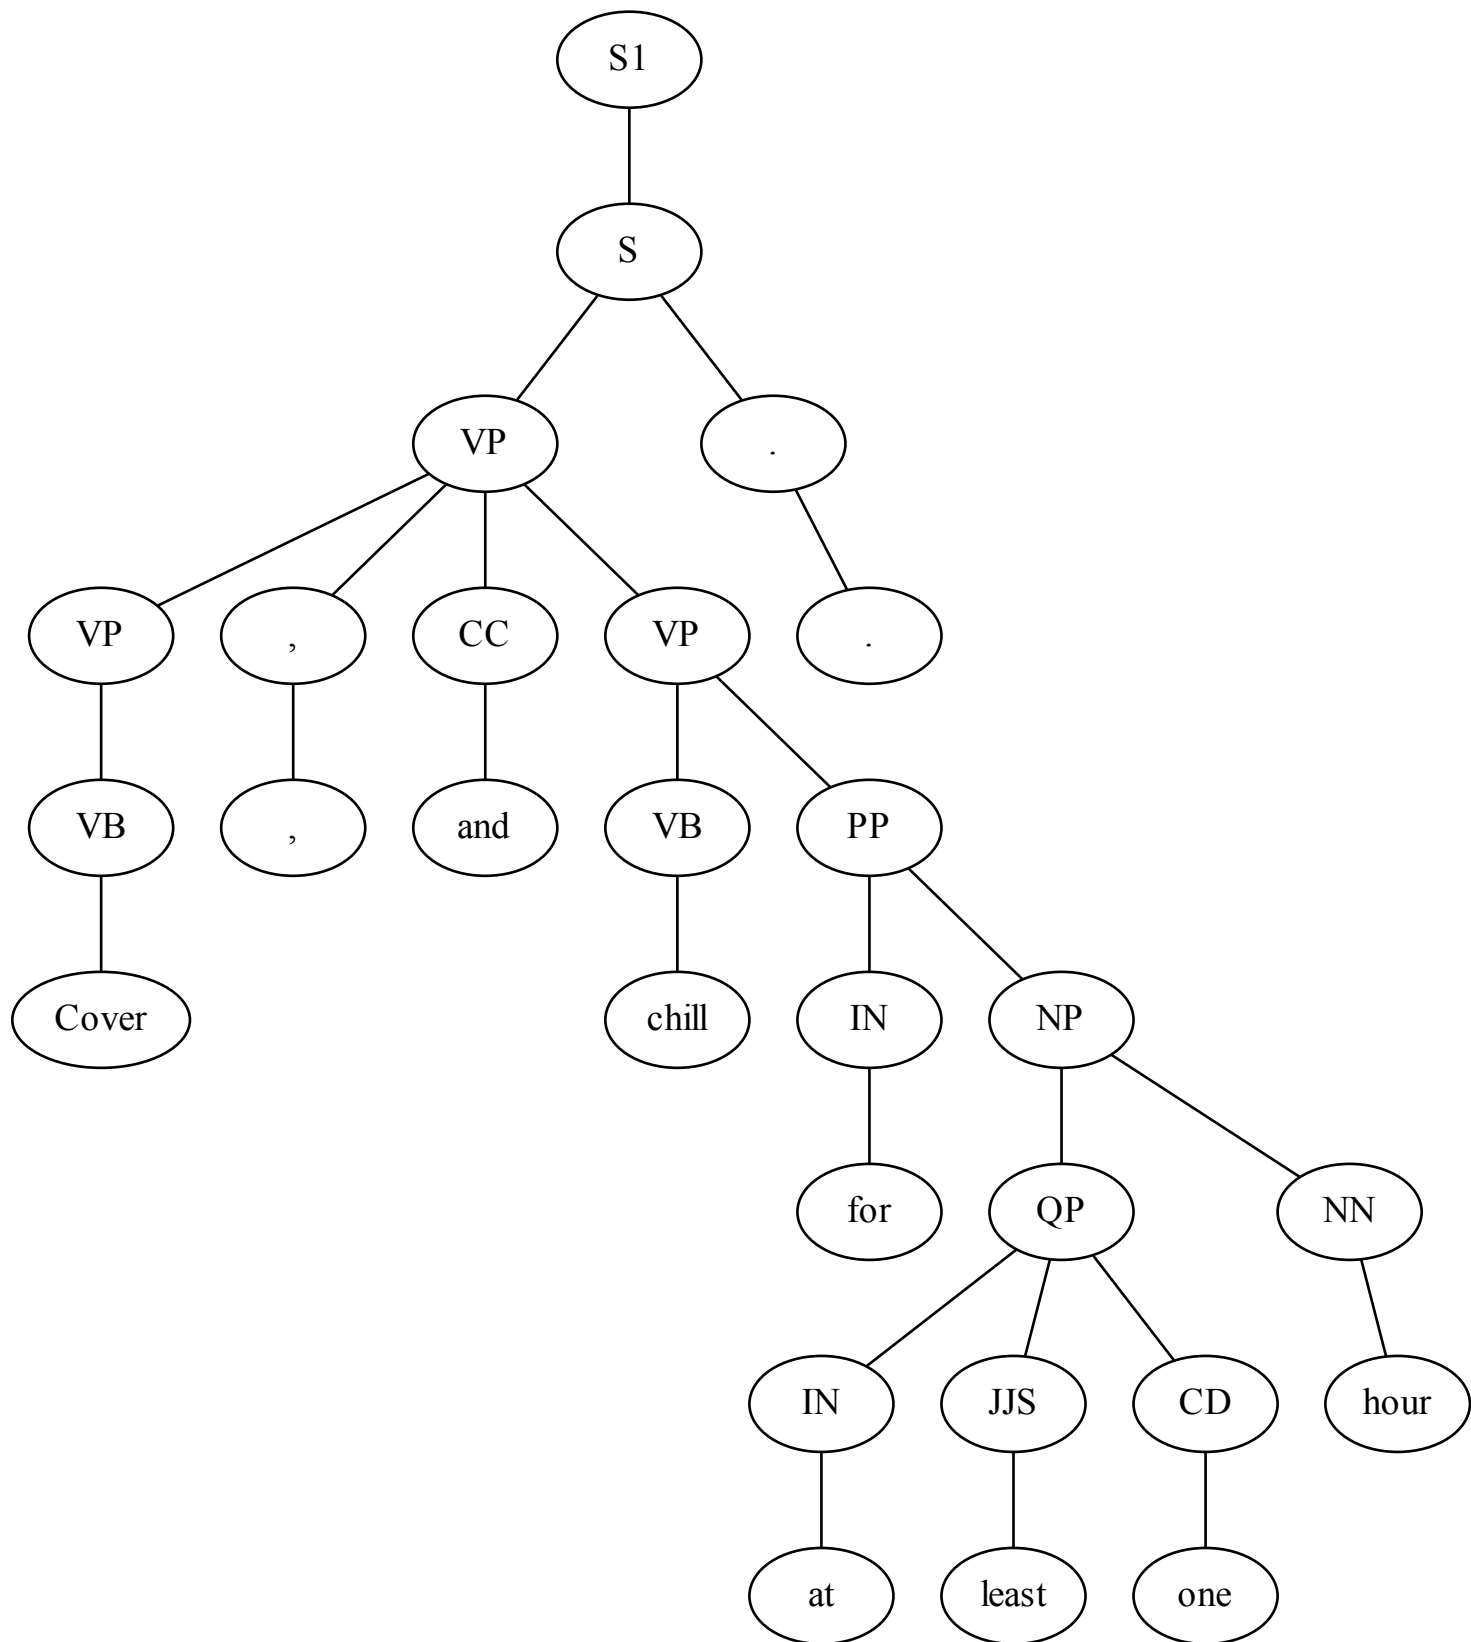 S1
S
VP .
VP , CC VP .
VB , and VB PP
Cover chill IN NP
for QP NN
IN JJS CD hour
at least one